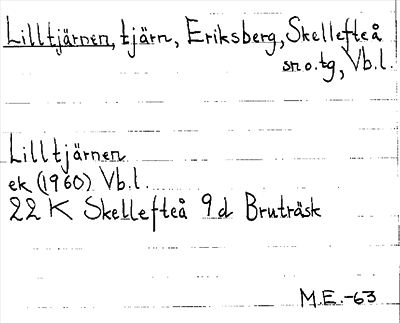 Lilltjärnen, tjärn, Eriksberg, Skellefteå
sn o. tg, Vb.l.
Lilltjärnen
ek (1960) Vb.l.
22 K Skellefteå 9d Bruträsk
M.E.-63